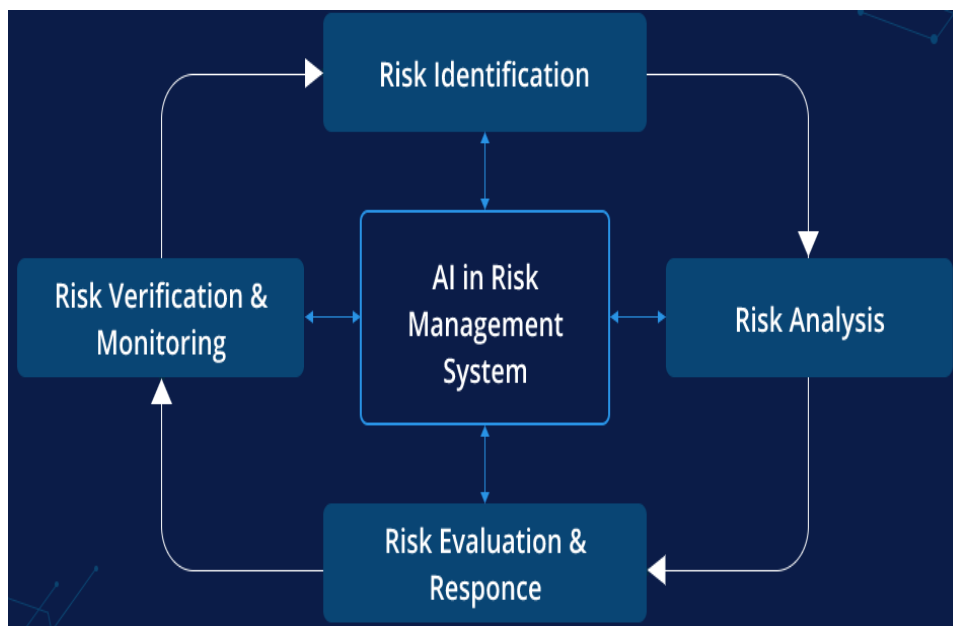 Risk Identification
AI in Risk
Management
System
Risk Verification &
Monitoring
Risk Analysis
Risk Evaluation &
Responce